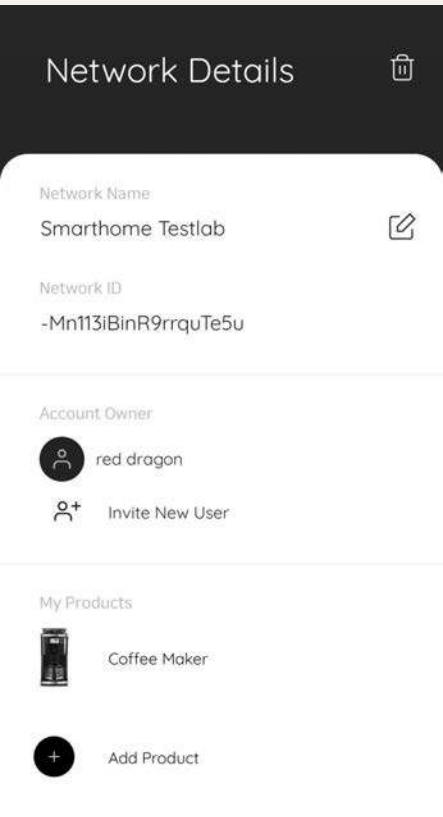 Network Details
Network Name
Smarthome Testlab
Network ID
-Mn113iBinR9rrquTe5u
Account Owner
red dragon
Invite New User
My Products
Coffee Maker
Add Product